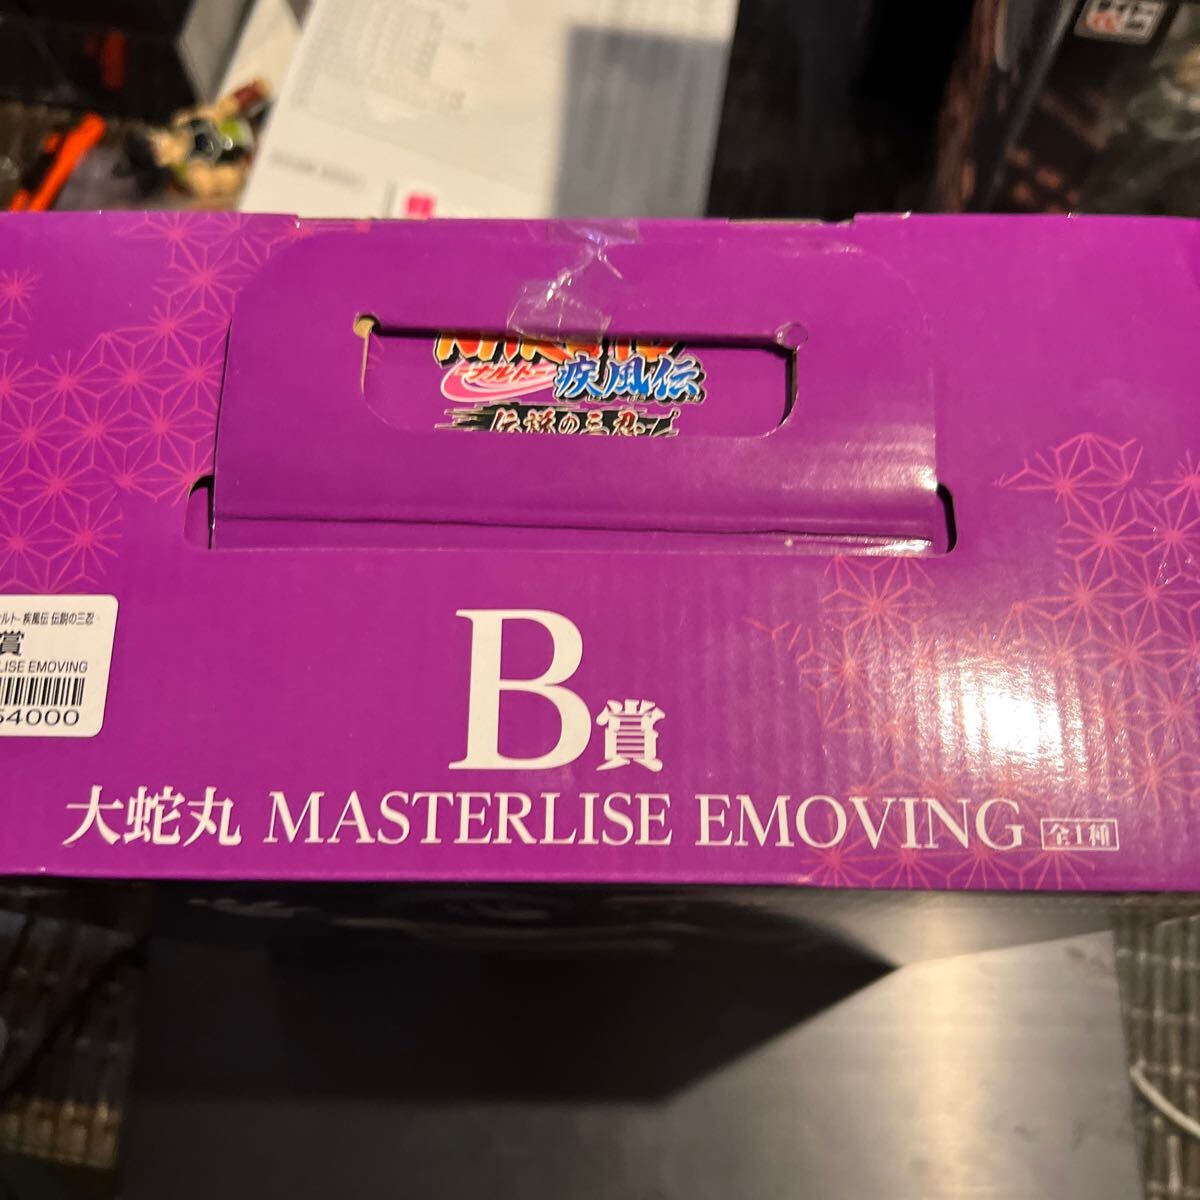 NARUTO
-ナルト-
疾風伝
伝説の三忍
ナルト- 疾風伝 伝説の三忍
賞
LISE EMOVING
54000
B賞
大蛇丸 MASTERLISE EMOVING 全1種